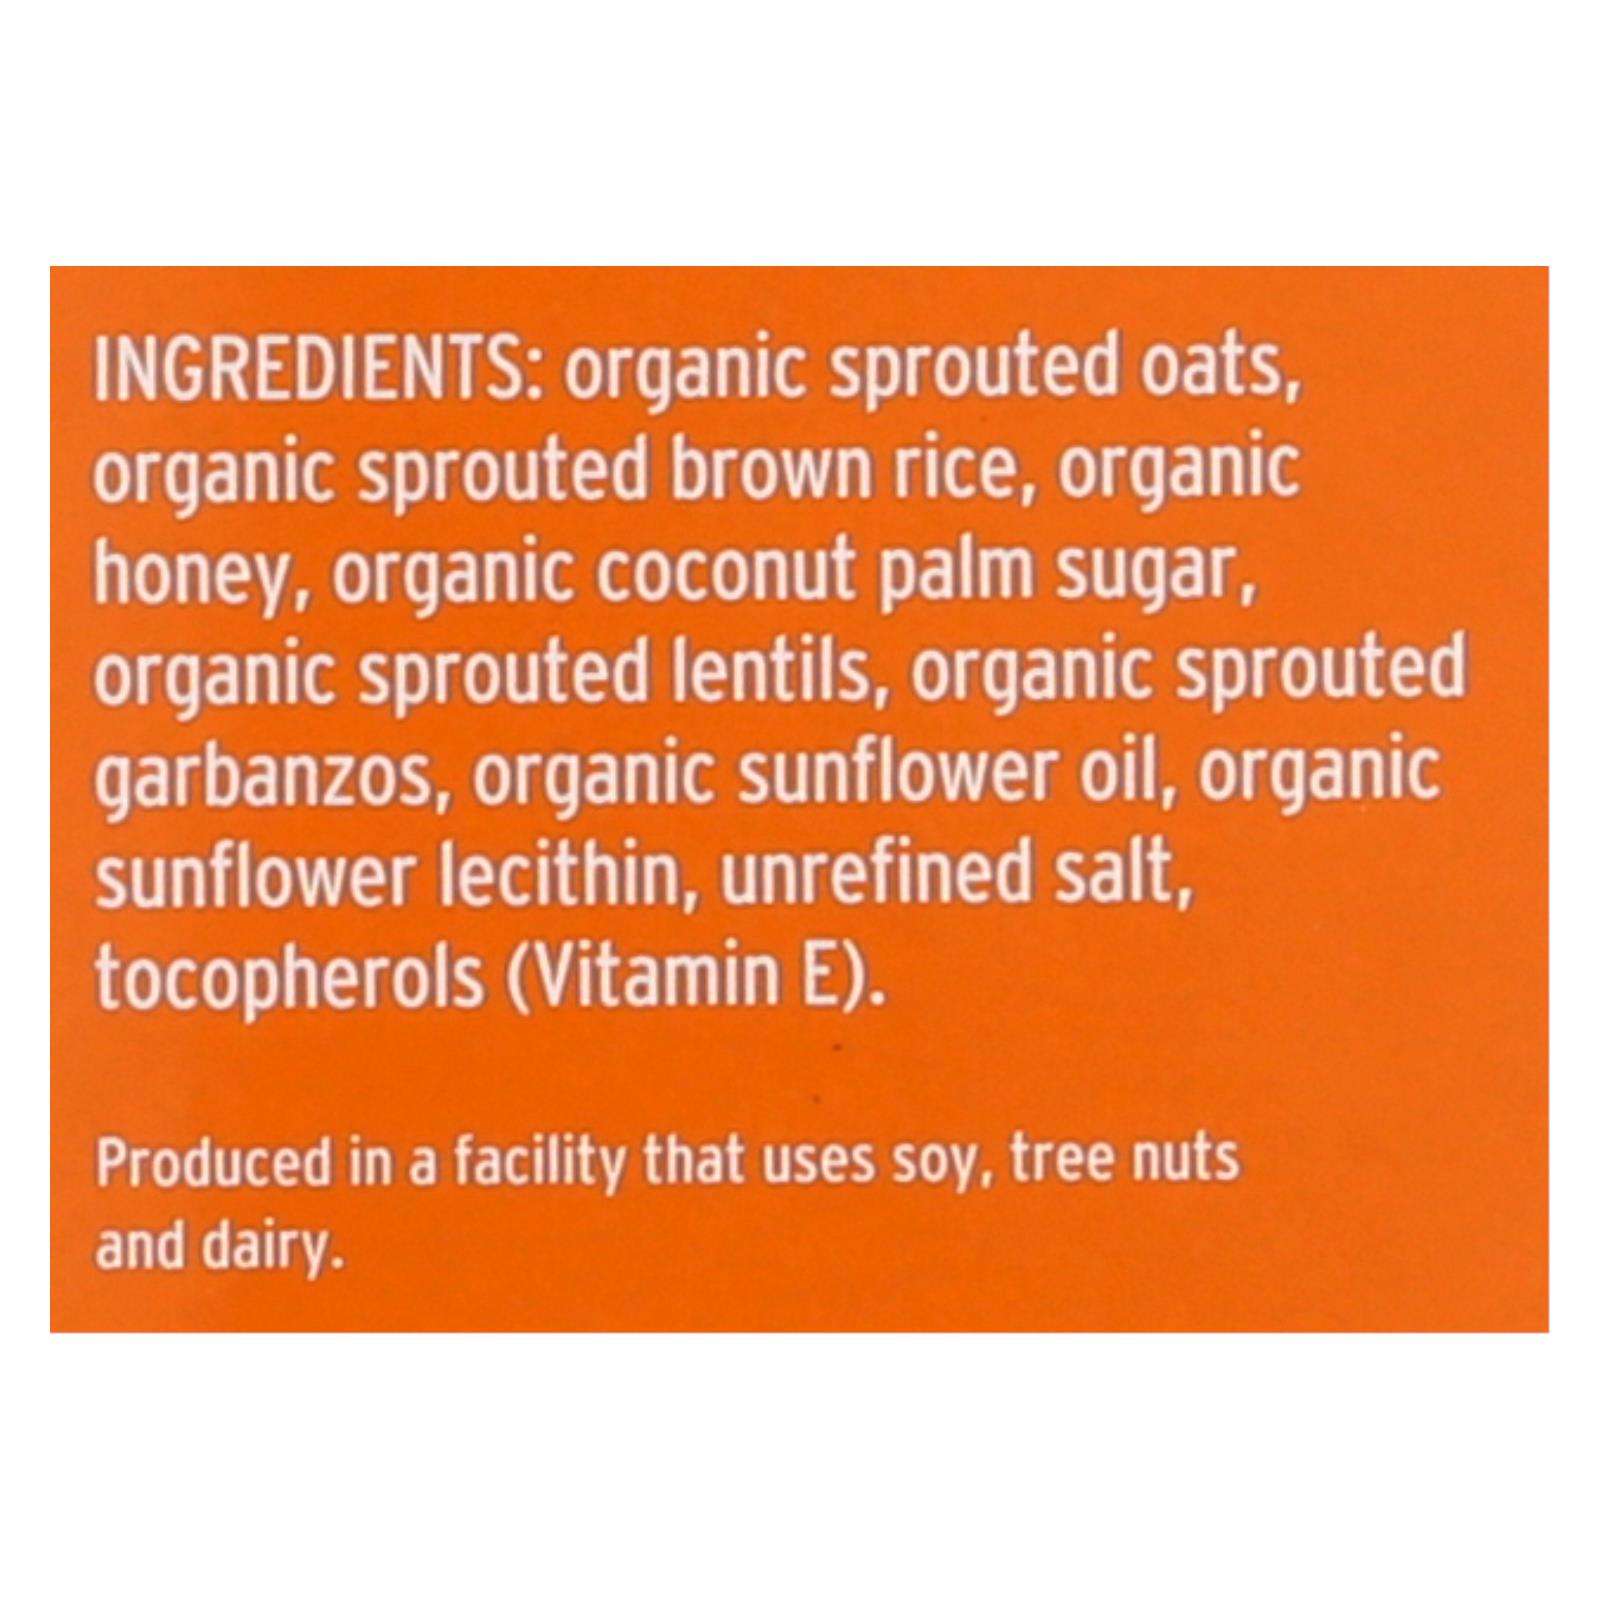 INGREDIENTS: organic sprouted oats,
organic sprouted brown rice, organic
honey, organic coconut palm sugar,
organic sprouted lentils, organic sprouted
garbanzos, organic sunflower oil, organic
sunflower lecithin, unrefined salt,
tocopherols (Vitamin E).
Produced in a facility that uses soy, tree nuts
and dairy.